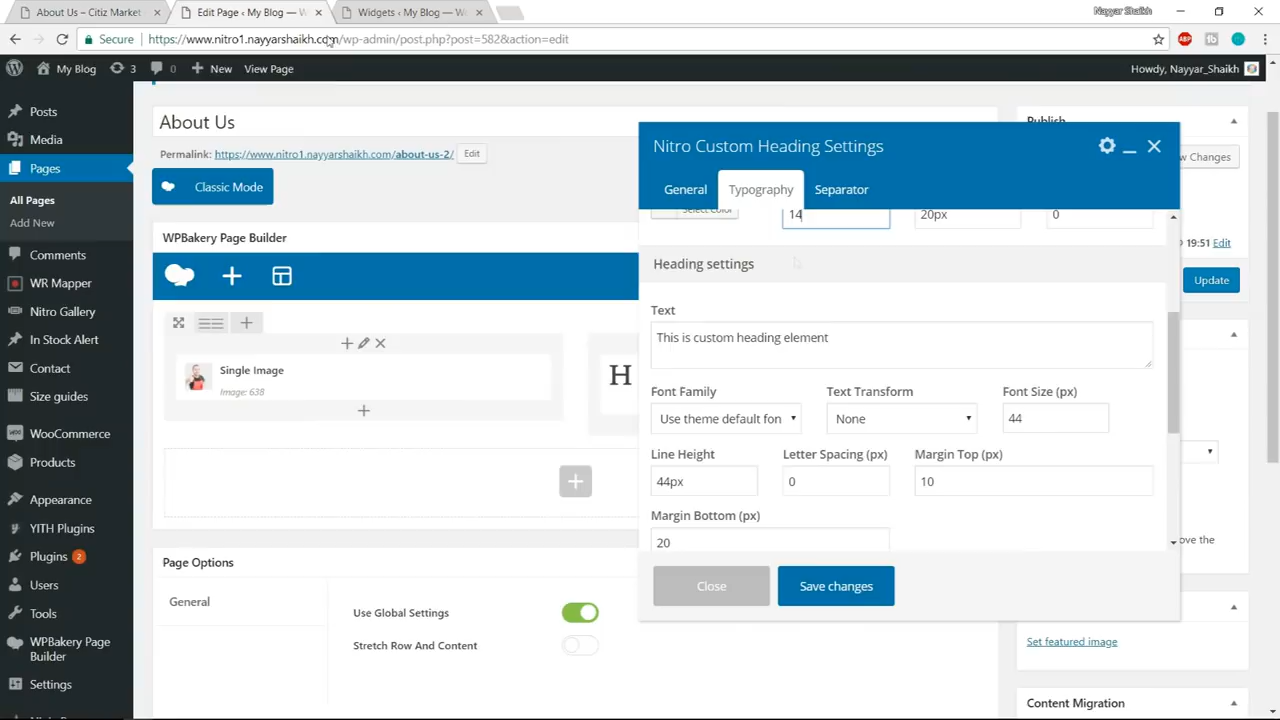 About Us – Citiz Market
Edit Page ‹ My Blog — W
Widgets ‹ My Blog — Wo
Nayyar Shaikh
Secure
https://www.nitro1.nayyarshaikh.com/wp-admin/post.php?post=582&action=edit
My Blog
3
0
New
View Page
Howdy, Nayyar_Shaikh
Posts
Media
Pages
All Pages
Add New
Comments
WR Mapper
Nitro Gallery
In Stock Alert
Contact
Size guides
WooCommerce
Products
Appearance
YITH Plugins
Plugins 2
Users
Tools
WPBakery Page
Builder
Settings
About Us
Permalink: https://www.nitro1.nayyarshaikh.com/about-us-2/ Edit
Classic Mode
WPBakery Page Builder
Single Image
Image: 638
H
Page Options
General
Use Global Settings
Stretch Row And Content
Nitro Custom Heading Settings
General
Typography
Separator
Select Color
14
20px
0
Heading settings
Text
This is custom heading element
Font Family
Text Transform
Font Size (px)
Use theme default fon
None
44
Line Height
Letter Spacing (px)
Margin Top (px)
44px
0
10
Margin Bottom (px)
20
Close
Save changes
Publish
w Changes
19:51 Edit
Update
ove the
Set featured image
Content Migration